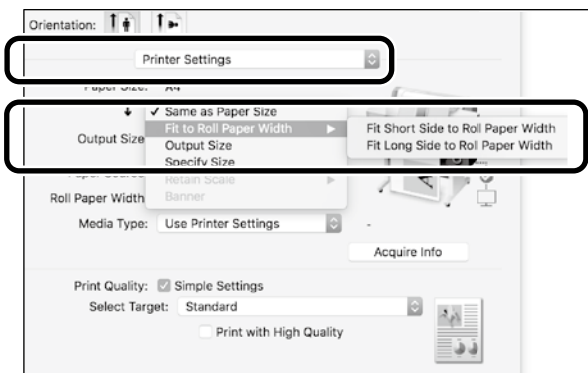 Orientation:
Printer Settings
Paper Size: A4
✓ Same as Paper Size
Output Size
Fit to Roll Paper Width
Fit Short Side to Roll Paper Width
Output Size
Fit Long Side to Roll Paper Width
Specify Size
Paper Source:
Retain Scale
Roll Paper Width
Banner
Media Type: Use Printer Settings -
Acquire Info
Print Quality: Simple Settings
Select Target: Standard
Print with High Quality